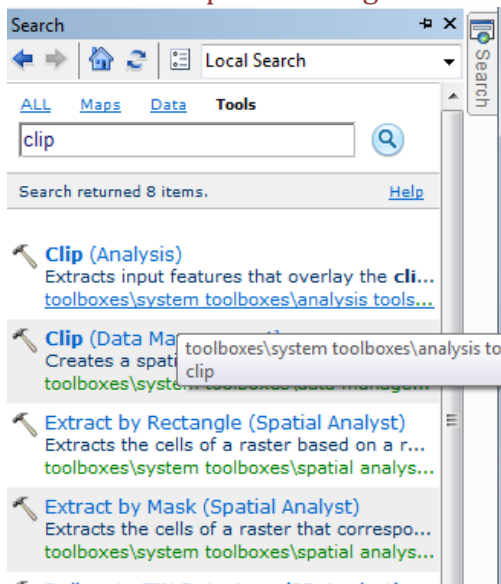 Search
Local Search
Search
ALL Maps Data Tools
clip
Search returned 8 items. Help
Clip (Analysis)
Extracts input features that overlay the cli...
toolboxes\system toolboxes\analysis tools...
Clip (Data Ma
toolboxes\system toolboxes\analysis to
clip
Creates a spati
toolboxes\system
Extract by Rectangle (Spatial Analyst)
Extracts the cells of a raster based on a r...
toolboxes\system toolboxes\spatial analys...
Extract by Mask (Spatial Analyst)
Extracts the cells of a raster that correspo...
toolboxes\system toolboxes\spatial analys...